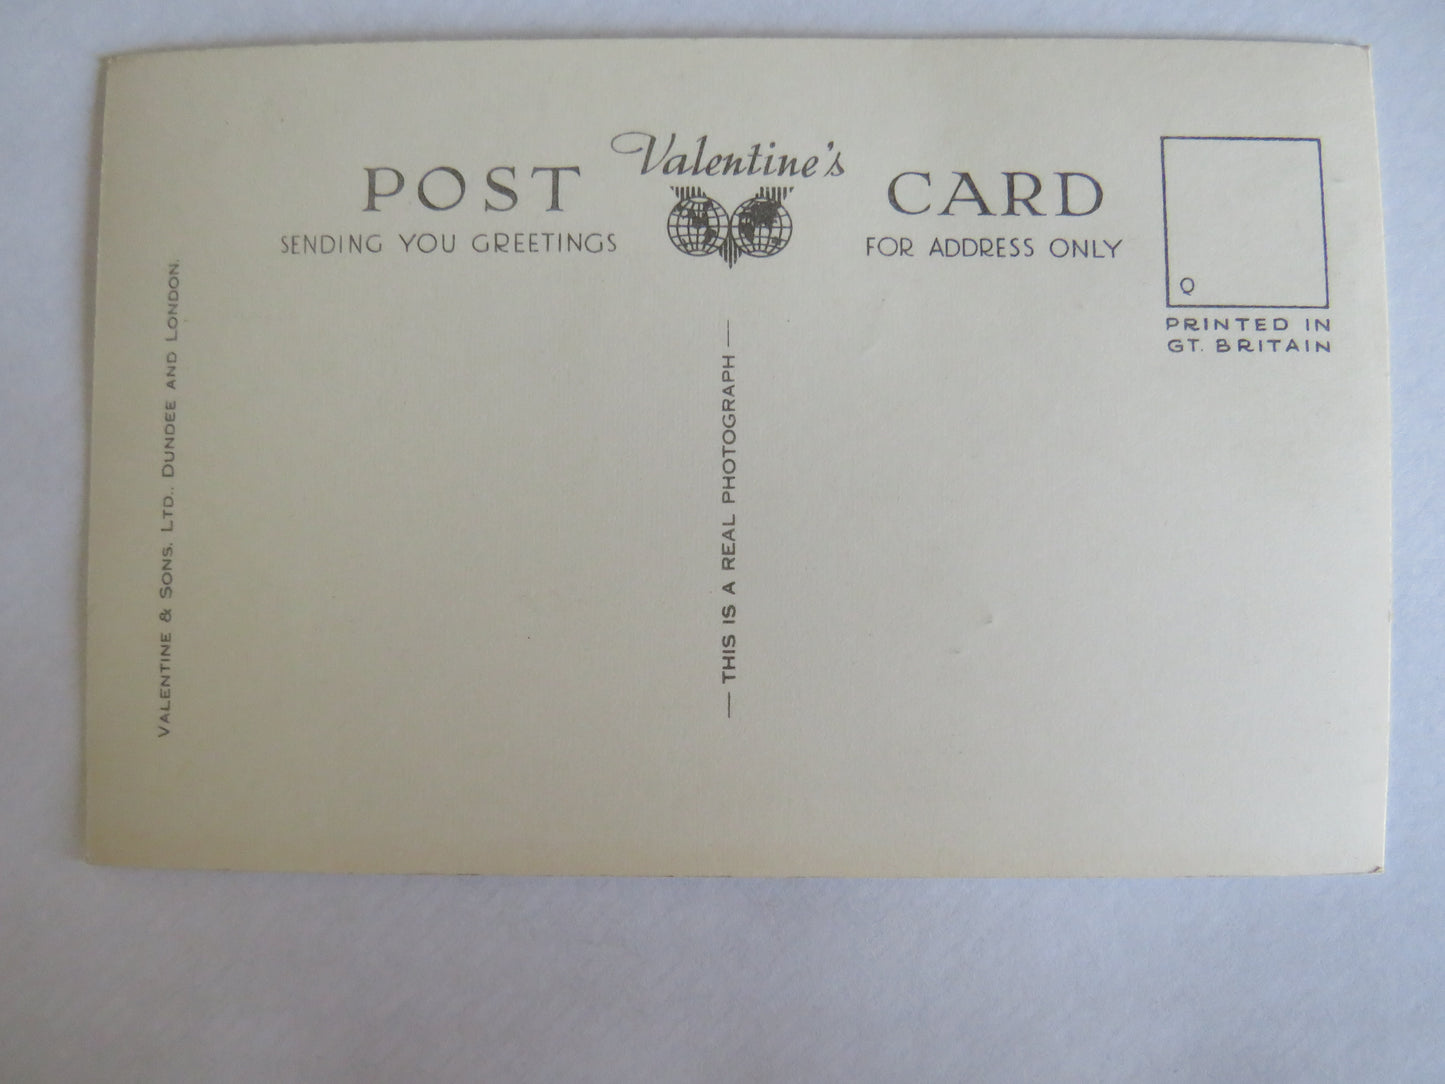 Valentine's
POST CARD
SENDING YOU GREETINGS
FOR ADDRESS ONLY
Q
PRINTED IN
GT. BRITAIN
VALENTINE & SONS, LTD., DUNDEE AND LONDON.
— THIS IS A REAL PHOTOGRAPH —